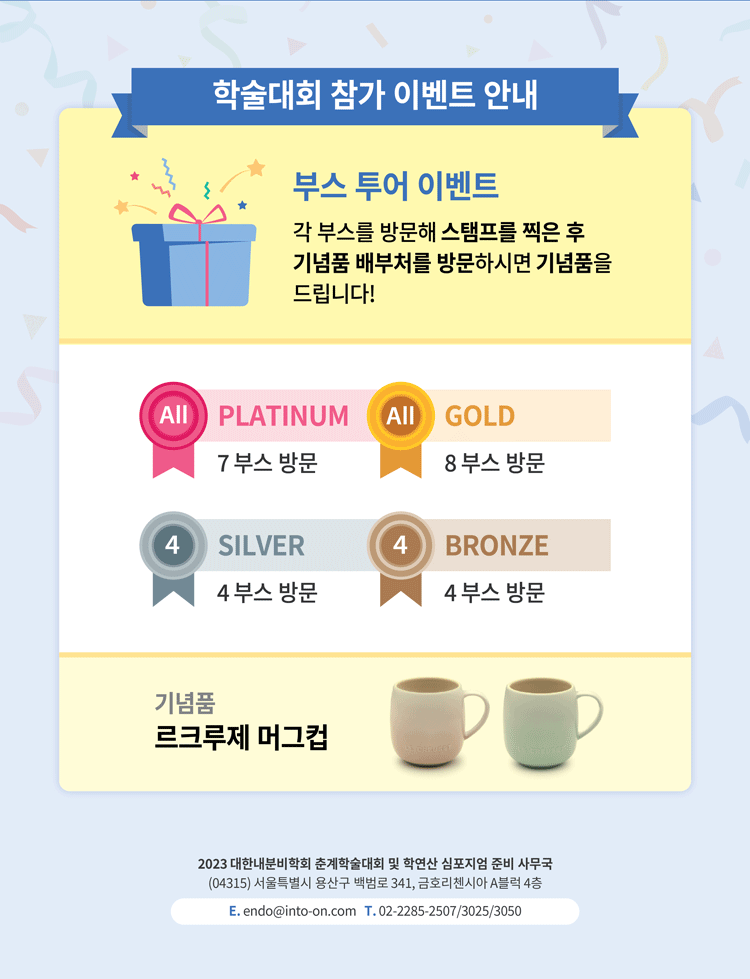 학술대회 참가 이벤트 안내
부스 투어 이벤트
각 부스를 방문해 스탬프를 찍은 후
기념품 배부처를 방문하시면 기념품을
드립니다!
All PLATINUM
7 부스 방문
All GOLD
8 부스 방문
4 SILVER
4 부스 방문
4 BRONZE
4 부스 방문
기념품
르크루제 머그컵
2023 대한내분비학회 춘계학술대회 및 학연산 심포지엄 준비 사무국
(04315) 서울특별시 용산구 백범로 341, 금호리첸시아 A블럭 4층
E. endo@into-on.com T. 02-2285-2507/3025/3050